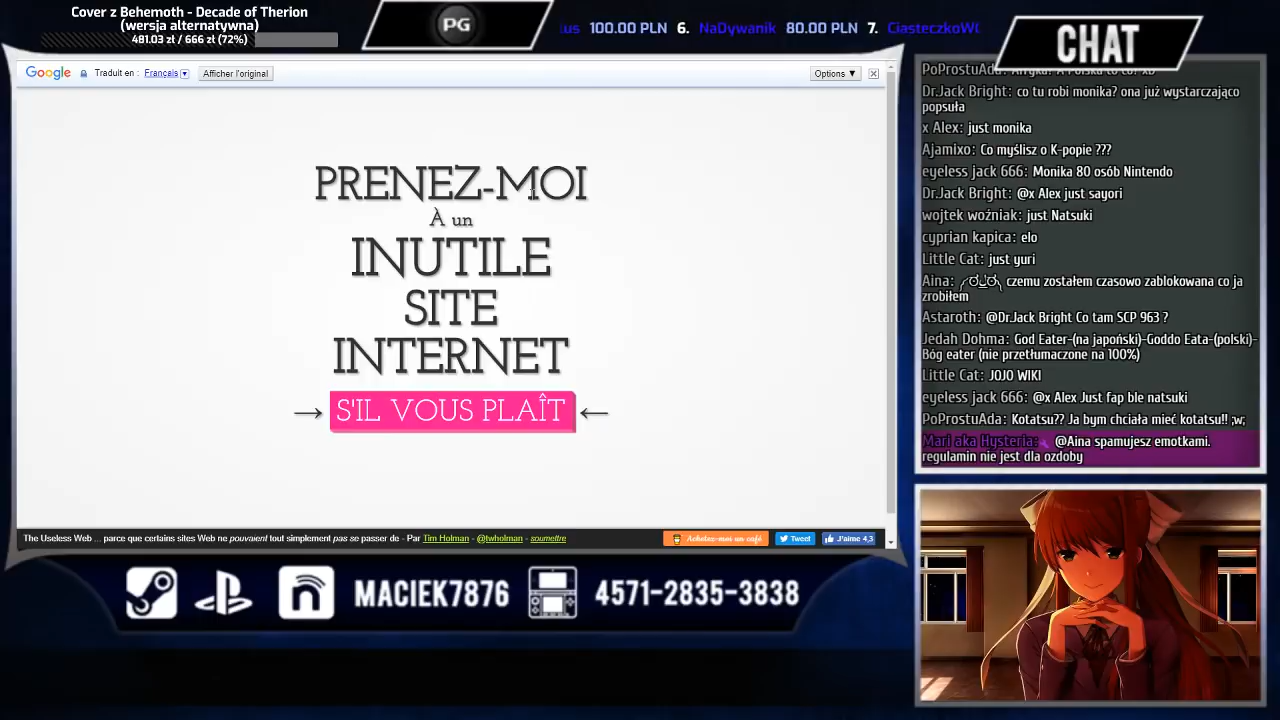 Cover z Behemoth - Decade of Therion
(wersja alternatywna)
481.03 zł / 666 zł (72%)
PG
us 100.00 PLN 6. NaDywanik 80.00 PLN 7. CiasteczkoW
CHAT
Google Traduit en : Français Afficher l'original Options ▼
PRENEZ-MOI
À un
INUTILE
SITE
INTERNET
→ S'IL VOUS PLAÎT ←
The Useless Web ... parce que certains sites Web ne pouvaient tout simplement pas se passer de - Par Tim Holman - @twholman - soumettre
Achetez-moi un café Tweet J'aime 4,3
MACIEK7876 4571-2835-3838
PoProstuAda: Afryka? A Polska to co? xD
Dr.Jack Bright: co tu robi monika? ona już wystarczająco
popsuła
x Alex: just monika
Ajamixo: Co myślisz o K-popie ???
eyeless jack 666: Monika 80 osób Nintendo
Dr.Jack Bright: @x Alex just sayori
wojtek woźniak: just Natsuki
cyprian kapica: elo
Little Cat: just yuri
Aina: czemu zostałem czasowo zablokowana co ja
zrobiłem
Astaroth: @Dr.Jack Bright Co tam SCP 963 ?
Jedah Dohma: God Eater-(na japoński)-Goddo Eata-(polski)-
Bóg eater (nie przetłumaczone na 100%)
Little Cat: JOJO WIKI
eyeless jack 666: @x Alex Just fap ble natsuki
PoProstuAda: Kotatsu?? Ja bym chciała mieć kotatsu!! ;w;
Mari aka Hysteria: @Aina spamujesz emotkami.
regulamin nie jest dla ozdoby